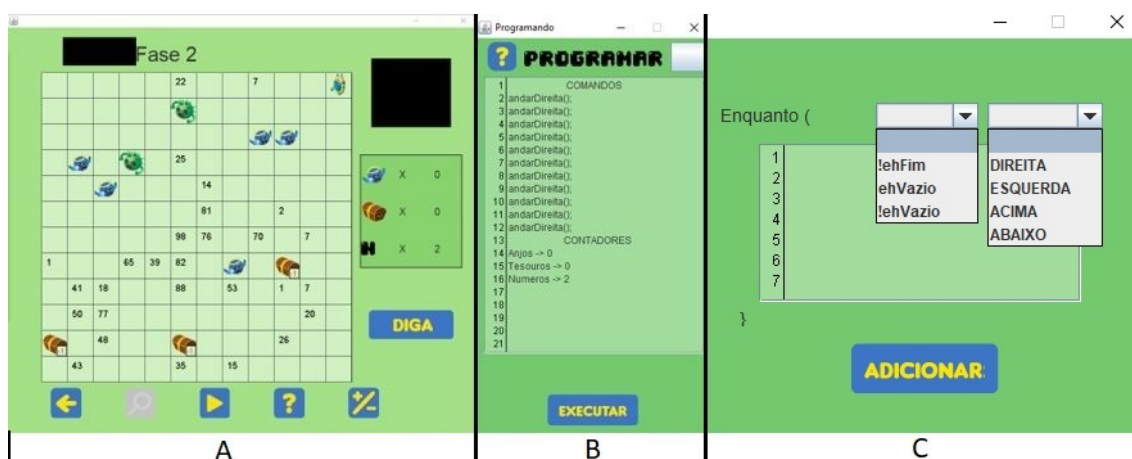 Fase 2
22 7
25
14
81 2
98 76 70 7
1 65 39 82
41 18 88 53 1 7
50 77 20
48 26
43 35 15
X 0
X 0
N X 2
DIGA
?
+/-
A
Programando
? PROGRAMAR
1 COMANDOS
2 andarDireita();
3 andarDireita();
4 andarDireita();
5 andarDireita();
6 andarDireita();
7 andarDireita();
8 andarDireita();
9 andarDireita();
10 andarDireita();
11 andarDireita();
12 andarDireita();
13 CONTADORES
14 Anjos -> 0
15 Tesouros -> 0
16 Numeros -> 2
17
18
19
20
21
EXECUTAR
B
Enquanto (
!ehFim
ehVazio
!ehVazio
DIREITA
ESQUERDA
ACIMA
ABAIXO
1
2
3
4
5
6
7
}
ADICIONAR
C